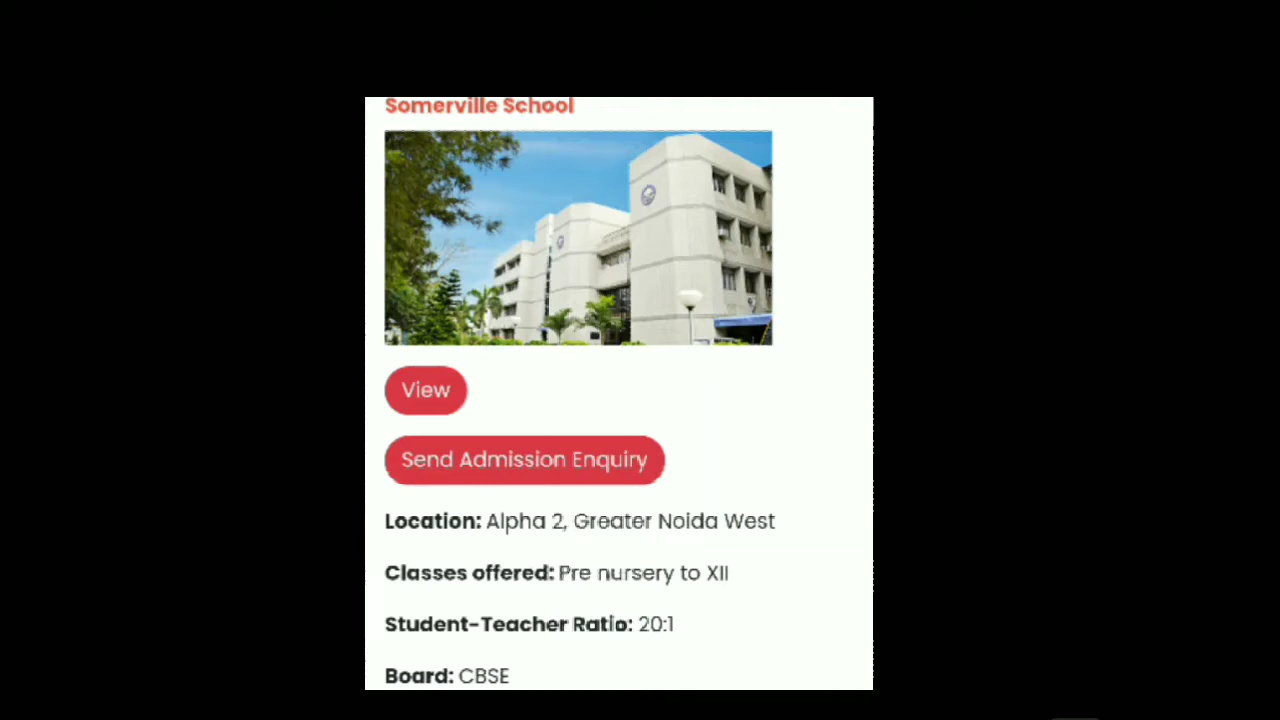 Somerville School
View
Send Admission Enquiry
Location: Alpha 2, Greater Noida West
Classes offered: Pre nursery to XII
Student-Teacher Ratio: 20:1
Board: CBSE